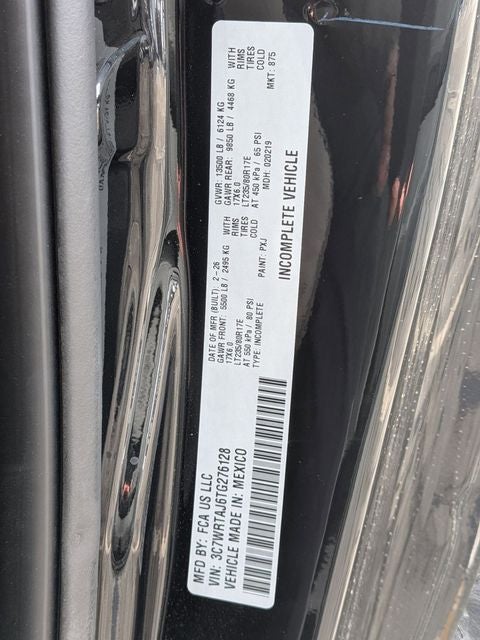 MFD BY: FCA US LLC
VIN: 3C7WRTAJ6TG276128
VEHICLE MADE IN: MEXICO
DATE OF MFR (BUILT): 2-26 GVWR: 13500 LB / 6124 KG
GAWR FRONT: 5500 LB / 2495 KG WITH GAWR REAR: 9850 LB / 4468 KG WITH
17X6.0 RIMS 17X6.0 RIMS
LT235/80R17E TIRES LT235/80R17E TIRES
AT 550 kPa / 80 PSI COLD AT 450 kPa / 65 PSI COLD
TYPE: INCOMPLETE PAINT: PXJ MDH: 020219 MKT: 875
INCOMPLETE VEHICLE